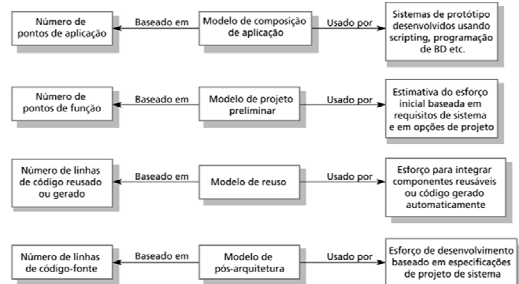 Número de
pontos de aplicação
Baseado em
Modelo de composição
de aplicação
Usado por
Sistemas de protótipo
desenvolvidos usando
scripting, programação
de BD etc.
Número de
pontos de função
Baseado em
Modelo de projeto
preliminar
Usado por
Estimativa do esforço
inicial baseada em
requisitos de sistema
e em opções de projeto
Número de linhas
de código reusado
ou gerado
Baseado em
Modelo de reuso
Usado por
Esforço para integrar
componentes reusáveis
ou código gerado
automaticamente
Número de linhas
de código-fonte
Baseado em
Modelo de
pós-arquitetura
Usado por
Esforço de desenvolvimento
baseado em especificações
de projeto de sistema